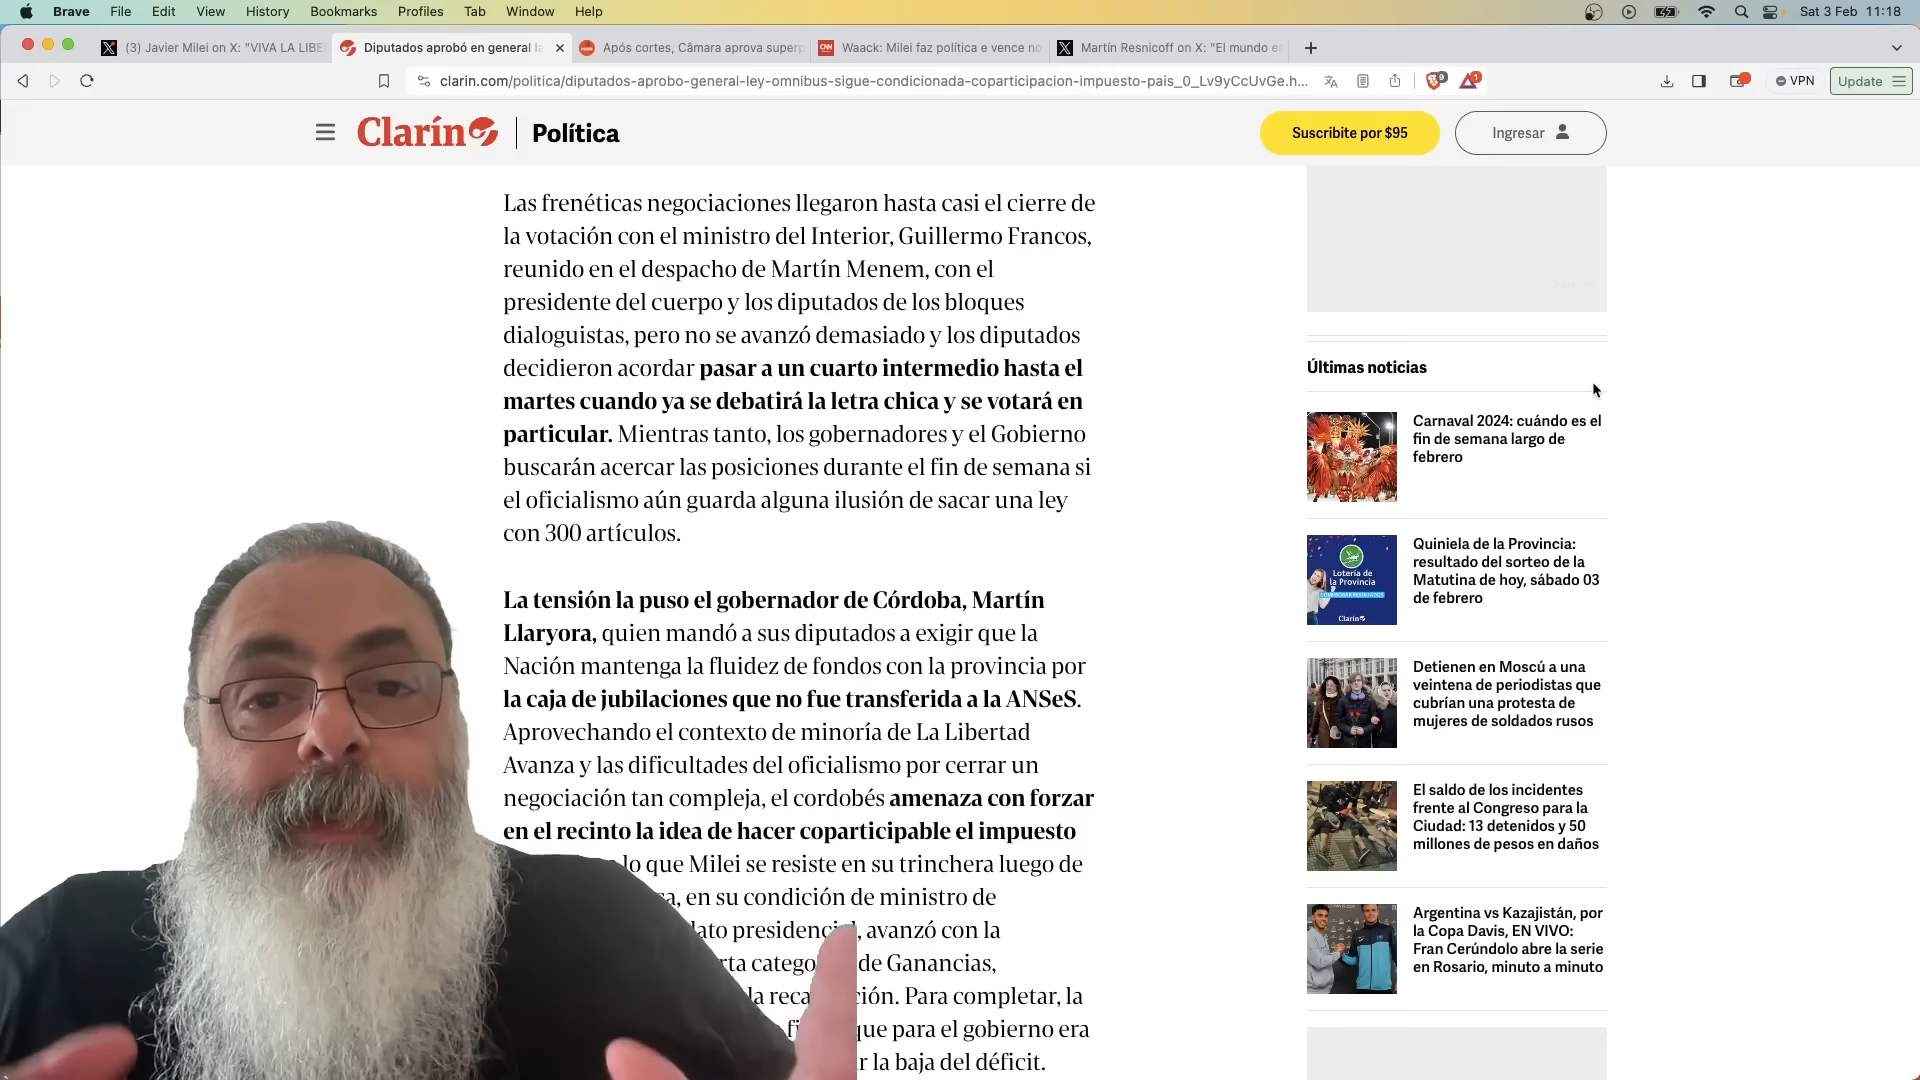 Brave File Edit View History Bookmarks Profiles Tab Window Help Sat 3 Feb 11:18
(3) Javier Milei on X: "VIVA LA LIBE
Diputados aprobó en general la
Após cortes, Câmara aprova superp
CNN
Waack: Milei faz política e vence no
Martín Resnicoff on X: "El mundo es
clarin.com/politica/diputados-aprobo-general-ley-omnibus-sigue-condicionada-coparticipacion-impuesto-pais_0_Lv9yCcUvGe.h...
9
1
VPN
Update
Clarín
Política
Suscribite por $95
Ingresar
Las frenéticas negociaciones llegaron hasta casi el cierre de
la votación con el ministro del Interior, Guillermo Francos,
reunido en el despacho de Martín Menem, con el
presidente del cuerpo y los diputados de los bloques
dialoguistas, pero no se avanzó demasiado y los diputados
decidieron acordar pasar a un cuarto intermedio hasta el
martes cuando ya se debatirá la letra chica y se votará en
particular. Mientras tanto, los gobernadores y el Gobierno
buscarán acercar las posiciones durante el fin de semana si
el oficialismo aún guarda alguna ilusión de sacar una ley
con 300 artículos.
La tensión la puso el gobernador de Córdoba, Martín
Llaryora, quien mandó a sus diputados a exigir que la
Nación mantenga la fluidez de fondos con la provincia por
la caja de jubilaciones que no fue transferida a la ANSeS.
Aprovechando el contexto de minoría de La Libertad
Avanza y las dificultades del oficialismo por cerrar un
negociación tan compleja, el cordobés amenaza con forzar
en el recinto la idea de hacer coparticipable el impuesto
lo que Milei se resiste en su trinchera luego de
en su condición de ministro de
avanzó con la
de Ganancias,
Para completar, la
que para el gobierno era
la baja del déficit.
Últimas noticias
Carnaval 2024: cuándo es el
fin de semana largo de
febrero
Lotería de
la Provincia
Clarín
Quiniela de la Provincia:
resultado del sorteo de la
Matutina de hoy, sábado 03
de febrero
Detienen en Moscú a una
veintena de periodistas que
cubrían una protesta de
mujeres de soldados rusos
El saldo de los incidentes
frente al Congreso para la
Ciudad: 13 detenidos y 50
millones de pesos en daños
Argentina vs Kazajistán, por
la Copa Davis, EN VIVO:
Fran Cerúndolo abre la serie
en Rosario, minuto a minuto